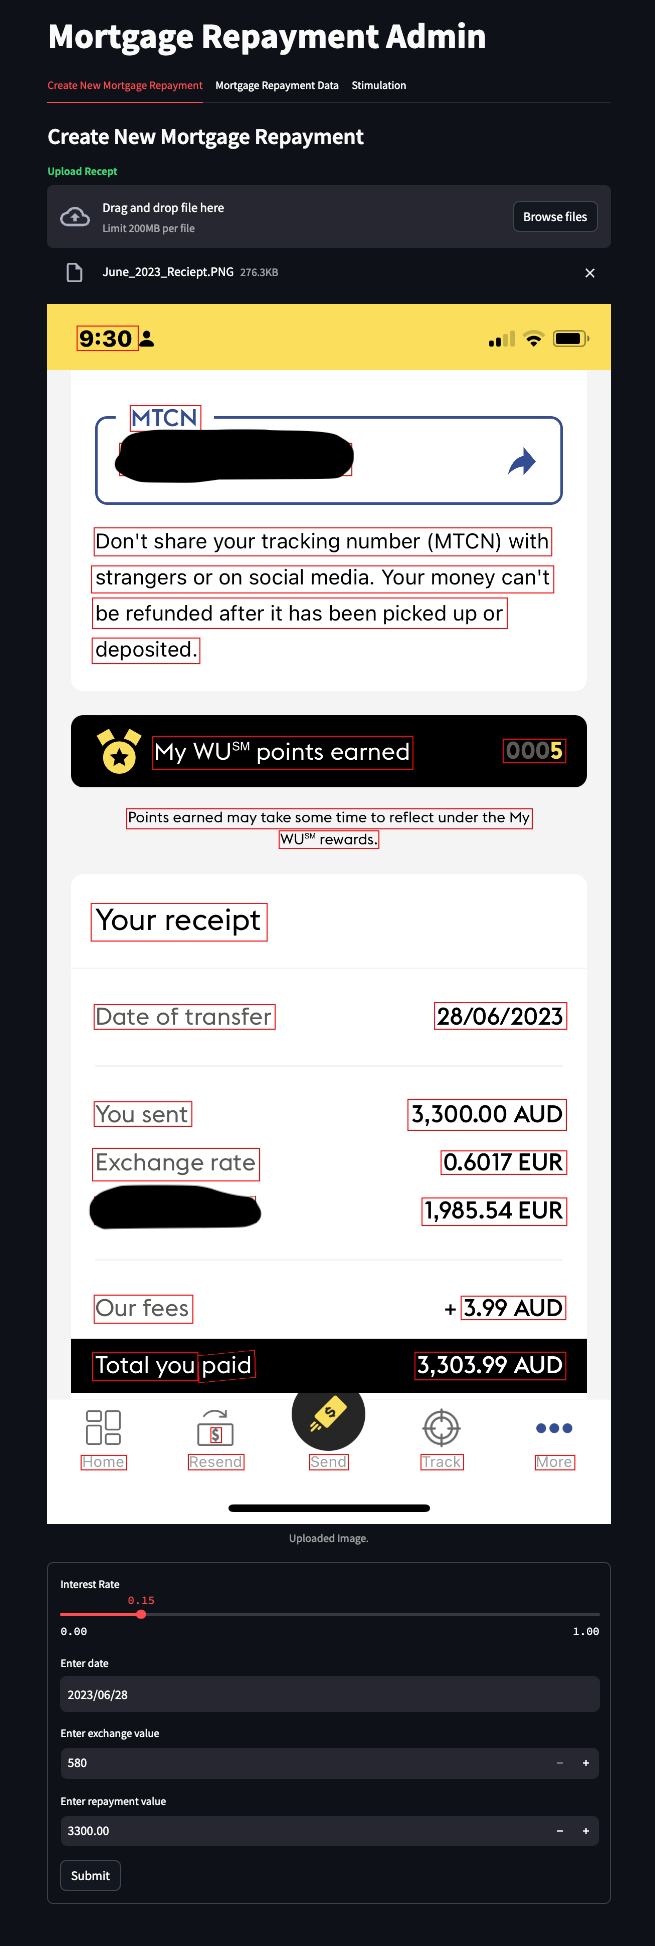 Mortgage Repayment Admin
Create New Mortgage Repayment Mortgage Repayment Data Stimulation
Create New Mortgage Repayment
Upload Recept
Drag and drop file here
Limit 200MB per file
Browse files
June_2023_Reciept.PNG 276.3KB
9:30
MTCN
Don't share your tracking number (MTCN) with
strangers or on social media. Your money can't
be refunded after it has been picked up or
deposited.
My WU℠ points earned 0005
Points earned may take some time to reflect under the My
WU℠ rewards.
Your receipt
Date of transfer 28/06/2023
You sent 3,300.00 AUD
Exchange rate 0.6017 EUR
1,985.54 EUR
Our fees + 3.99 AUD
Total you paid 3,303.99 AUD
Home Resend Send Track More
Uploaded Image.
Interest Rate
0.15
0.00 1.00
Enter date
2023/06/28
Enter exchange value
580
Enter repayment value
3300.00
Submit